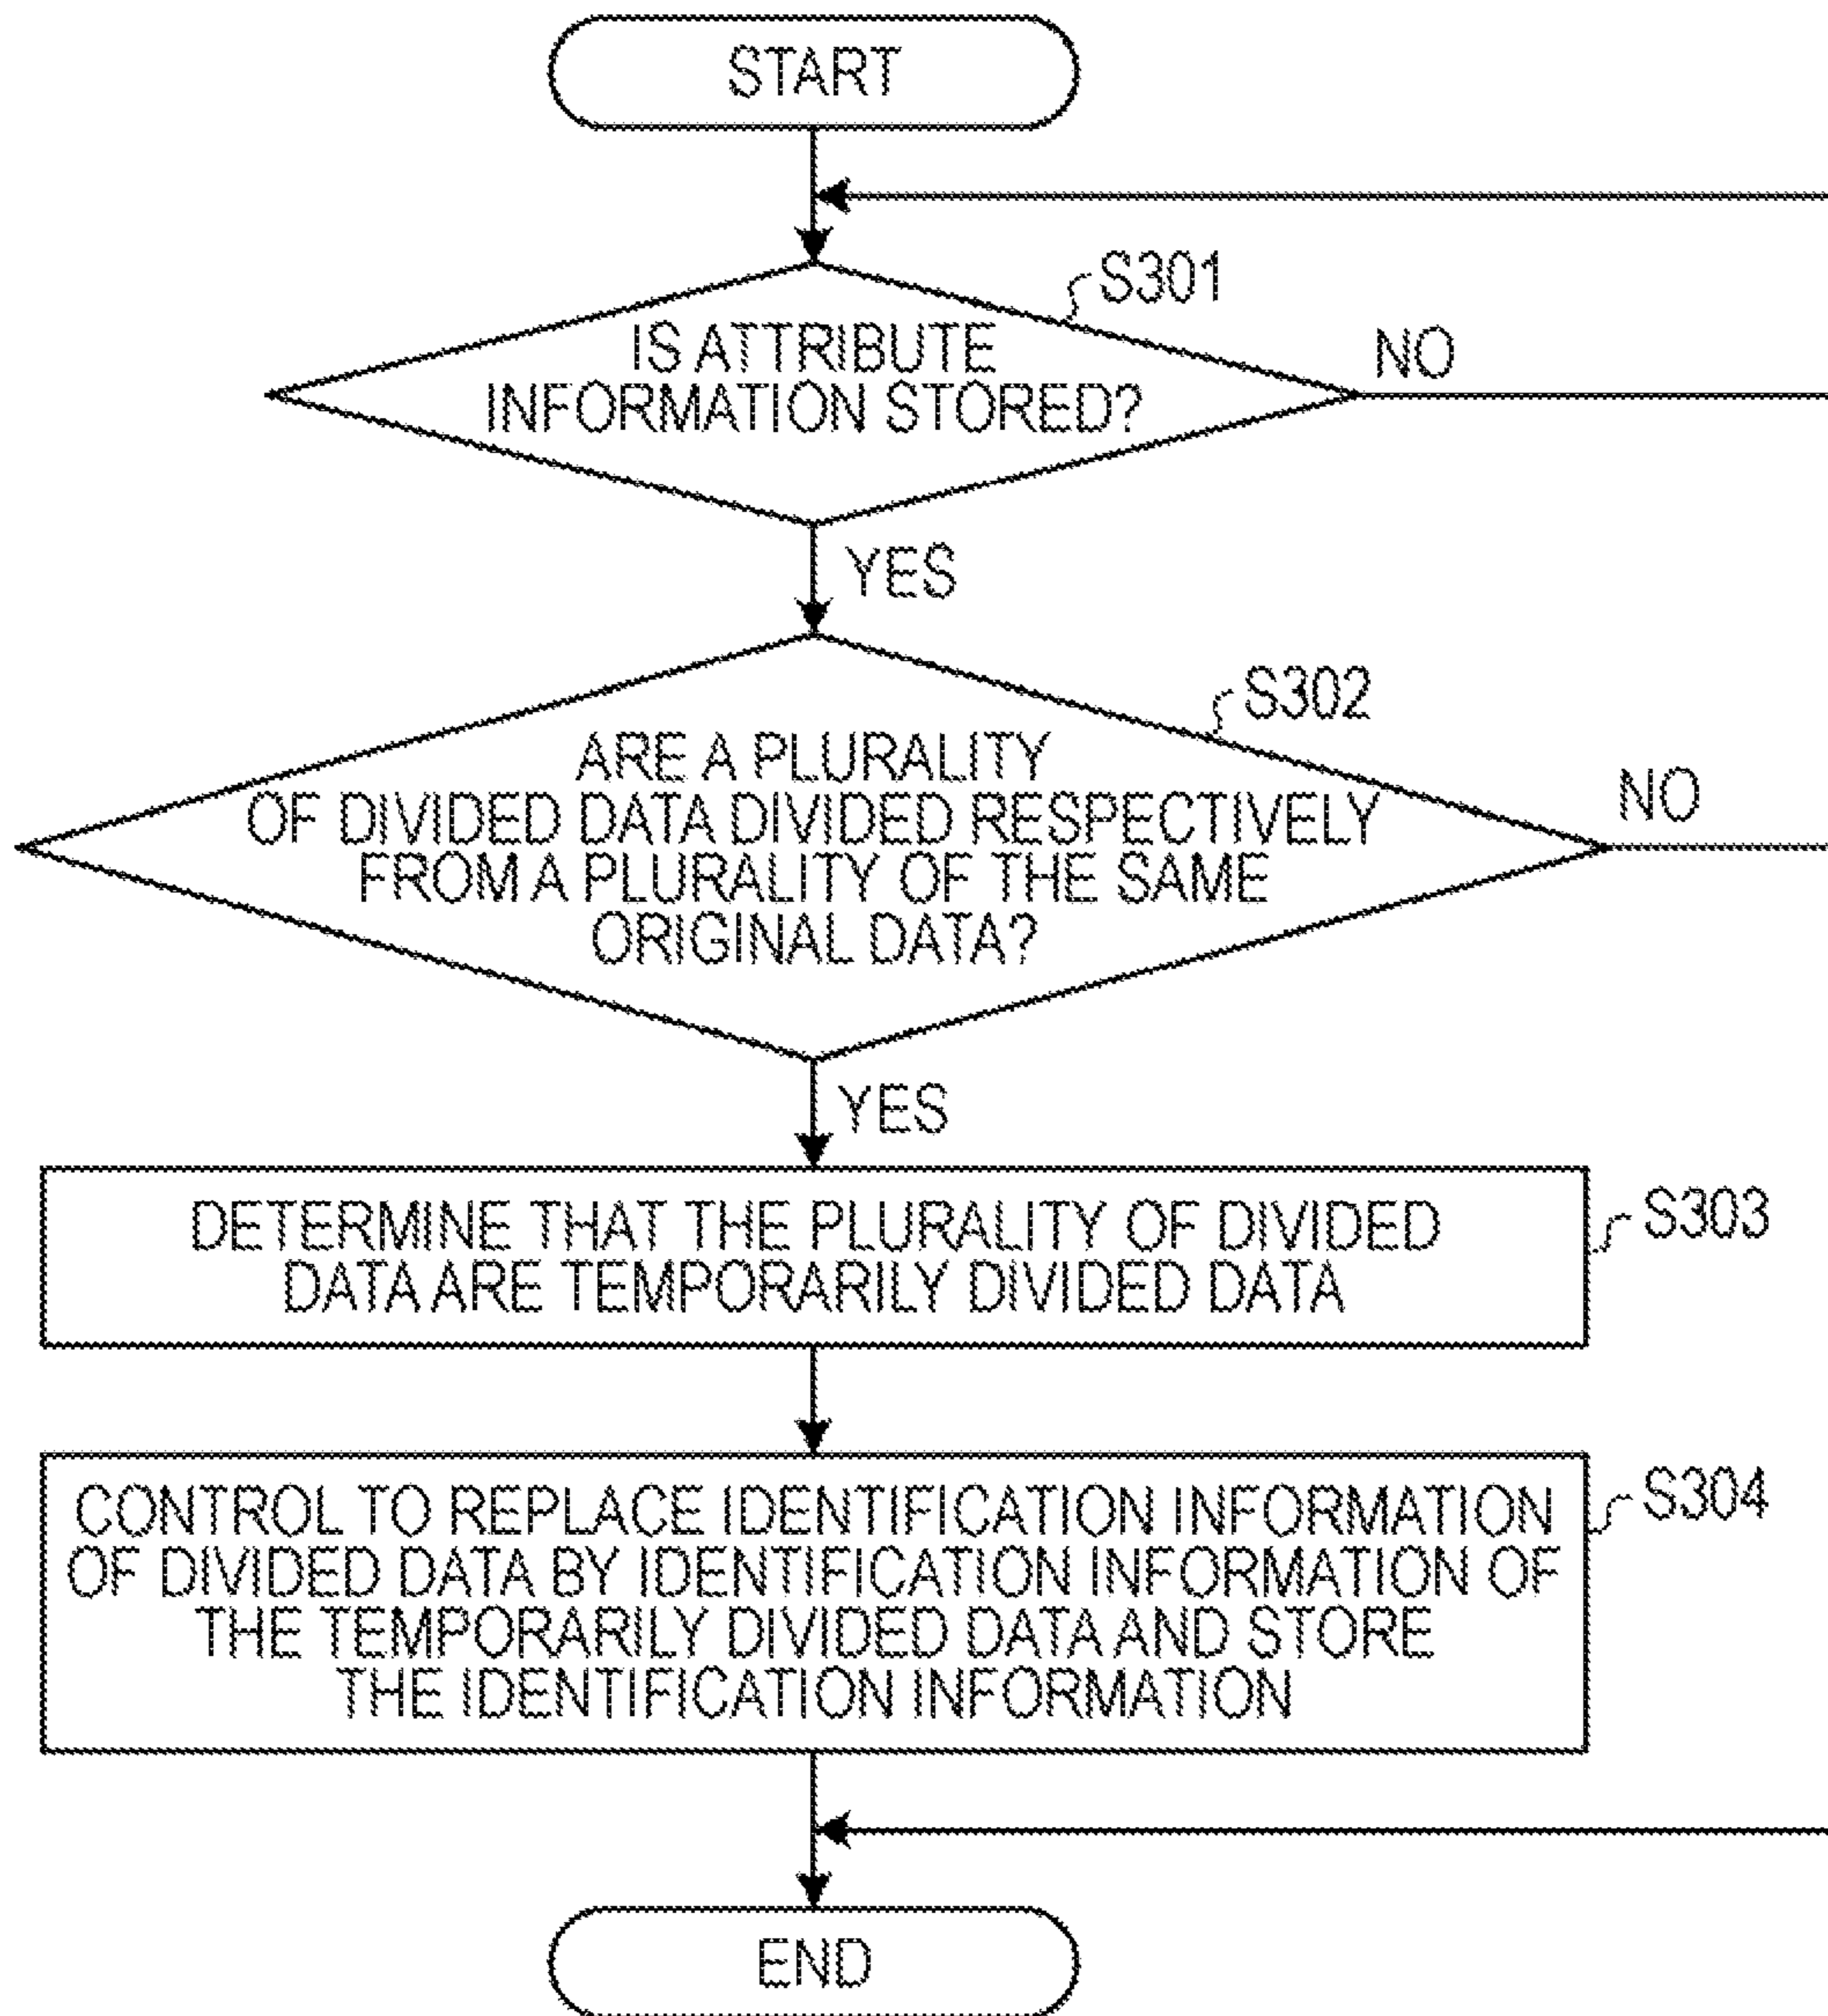 START
S301
IS ATTRIBUTE
INFORMATION STORED?
NO
YES
S302
ARE A PLURALITY
OF DIVIDED DATA DIVIDED RESPECTIVELY
FROM A PLURALITY OF THE SAME
ORIGINAL DATA?
NO
YES
DETERMINE THAT THE PLURALITY OF DIVIDED
DATA ARE TEMPORARILY DIVIDED DATA
S303
CONTROL TO REPLACE IDENTIFICATION INFORMATION
OF DIVIDED DATA BY IDENTIFICATION INFORMATION OF
THE TEMPORARILY DIVIDED DATA AND STORE
THE IDENTIFICATION INFORMATION
S304
END